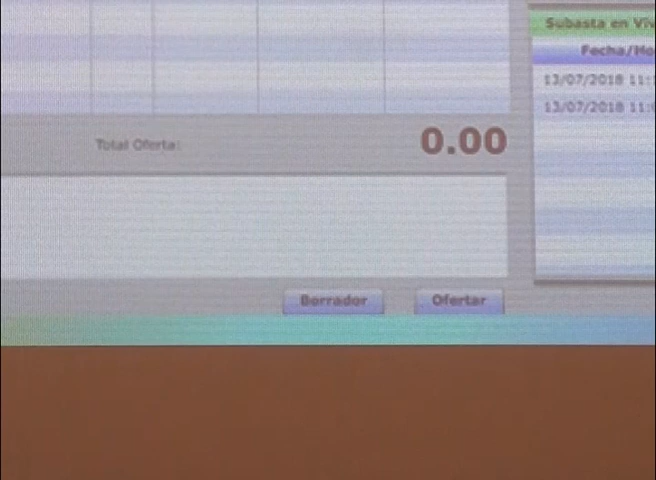 Subasta en Viv
Fecha/Ho
13/07/2018 11:
13/07/2018 11:
Total Oferta:
0.00
Borrador
Ofertar